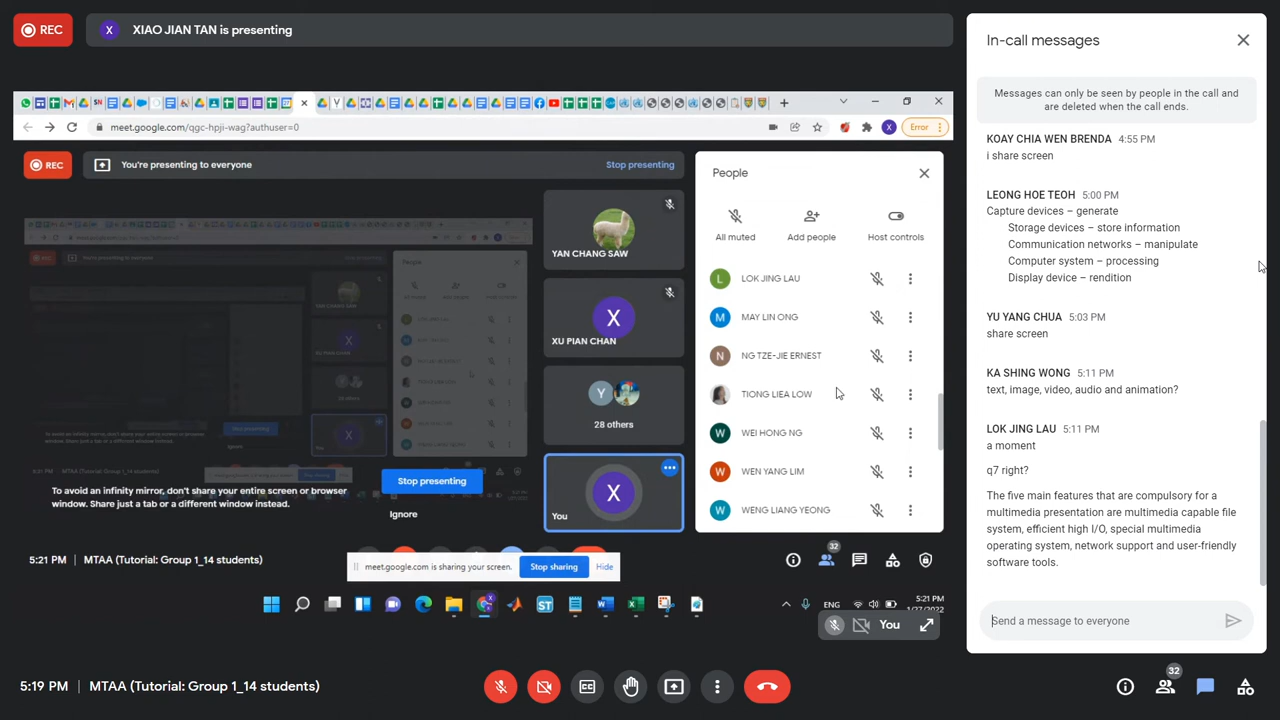 REC
X
XIAO JIAN TAN is presenting
meet.google.com/qgc-hpji-wag?authuser=0
X
Error
REC
You're presenting to everyone
Stop presenting
YAN CHANG SAW
X
XU PIAN CHAN
Y
28 others
X
You
People
All muted
Add people
Host controls
L
LOK JING LAU
M
MAY LIN ONG
N
NG TZE-JIE ERNEST
TIONG LIEA LOW
W
WEI HONG NG
W
WEN YANG LIM
W
WENG LIANG YEONG
To avoid an infinity mirror, don't share your entire screen or browser
window. Share just a tab or a different window instead.
Stop presenting
Ignore
5:21 PM
MTAA (Tutorial: Group 1_14 students)
meet.google.com is sharing your screen.
Stop sharing
Hide
32
ST
ENG
5:21 PM
1/27/2022
You
In-call messages
Messages can only be seen by people in the call and
are deleted when the call ends.
KOAY CHIA WEN BRENDA 4:55 PM
i share screen
LEONG HOE TEOH 5:00 PM
Capture devices – generate
Storage devices – store information
Communication networks – manipulate
Computer system – processing
Display device – rendition
YU YANG CHUA 5:03 PM
share screen
KA SHING WONG 5:11 PM
text, image, video, audio and animation?
LOK JING LAU 5:11 PM
a moment
q7 right?
The five main features that are compulsory for a
multimedia presentation are multimedia capable file
system, efficient high I/O, special multimedia
operating system, network support and user-friendly
software tools.
Send a message to everyone
5:19 PM
MTAA (Tutorial: Group 1_14 students)
32